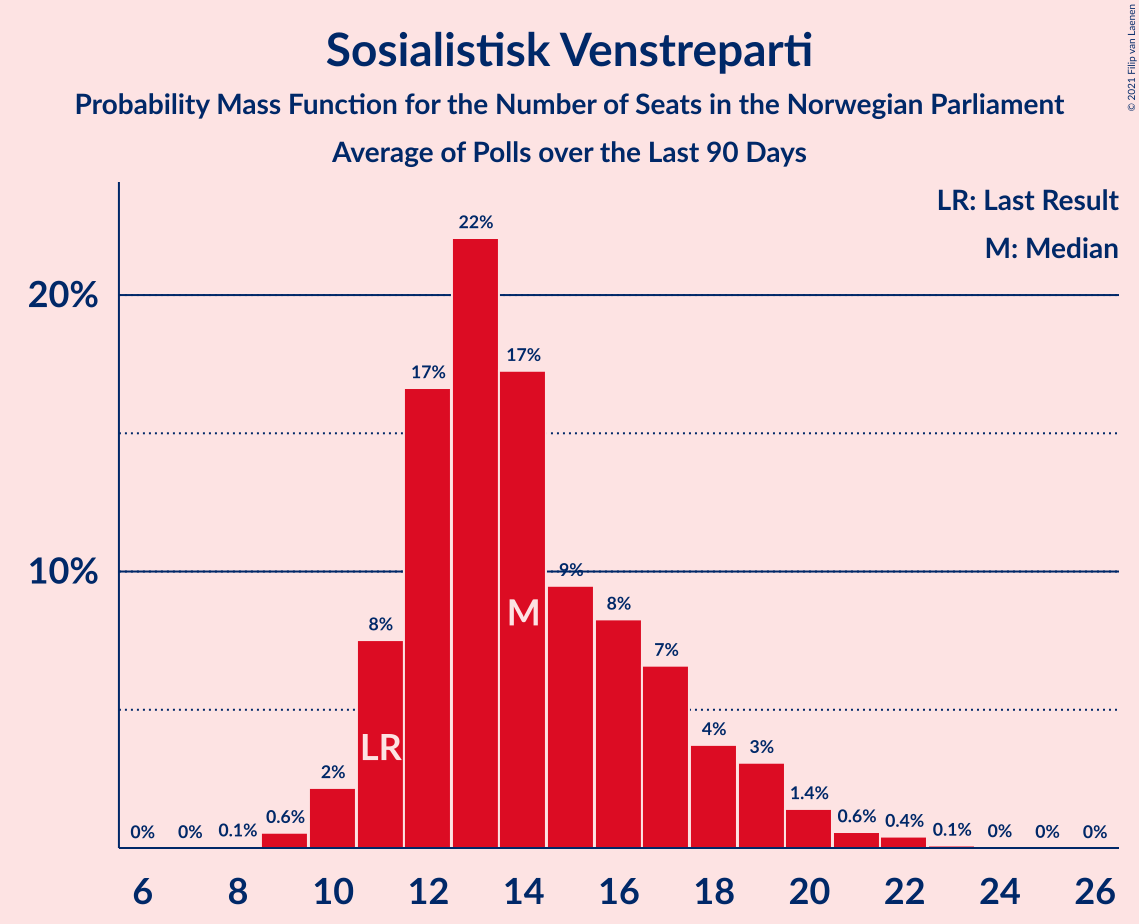 Sosialistisk Venstreparti
Probability Mass Function for the Number of Seats in the Norwegian Parliament
Average of Polls over the Last 90 Days
© 2021 Filip van Laenen
LR: Last Result
M: Median
22%
20%
17%
17%
10%
9%
8%
8%
7%
4%
3%
2%
1.4%
0.6%
0.6%
0.4%
0.1%
0.1%
0%
0%
0%
0%
0%
M
LR
6 8 10 12 14 16 18 20 22 24 26